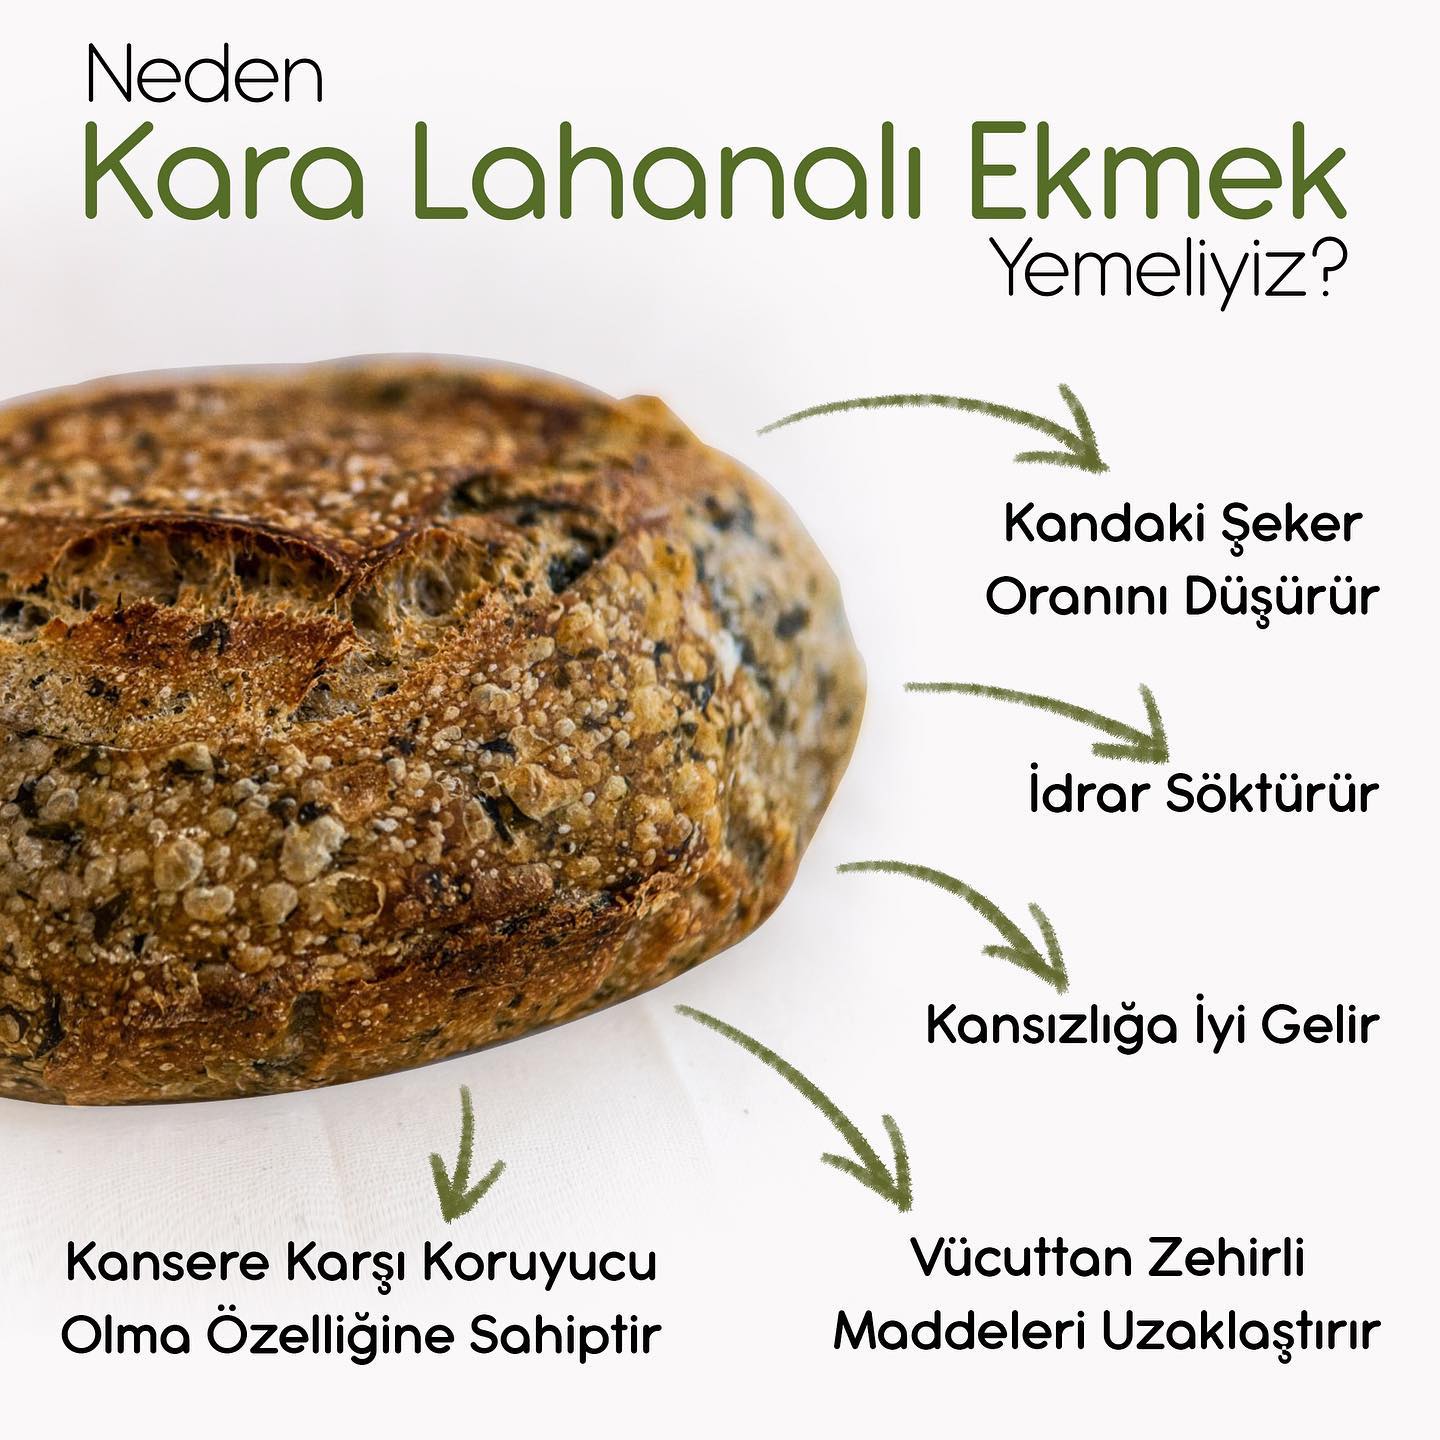 Neden
Kara Lahanalı Ekmek
Yemeliyiz?
Kandaki Şeker
Oranını Düşürür
İdrar Söktürür
Kansızlığa İyi Gelir
Vücuttan Zehirli
Maddeleri Uzaklaştırır
Kansere Karşı Koruyucu
Olma Özelliğine Sahiptir